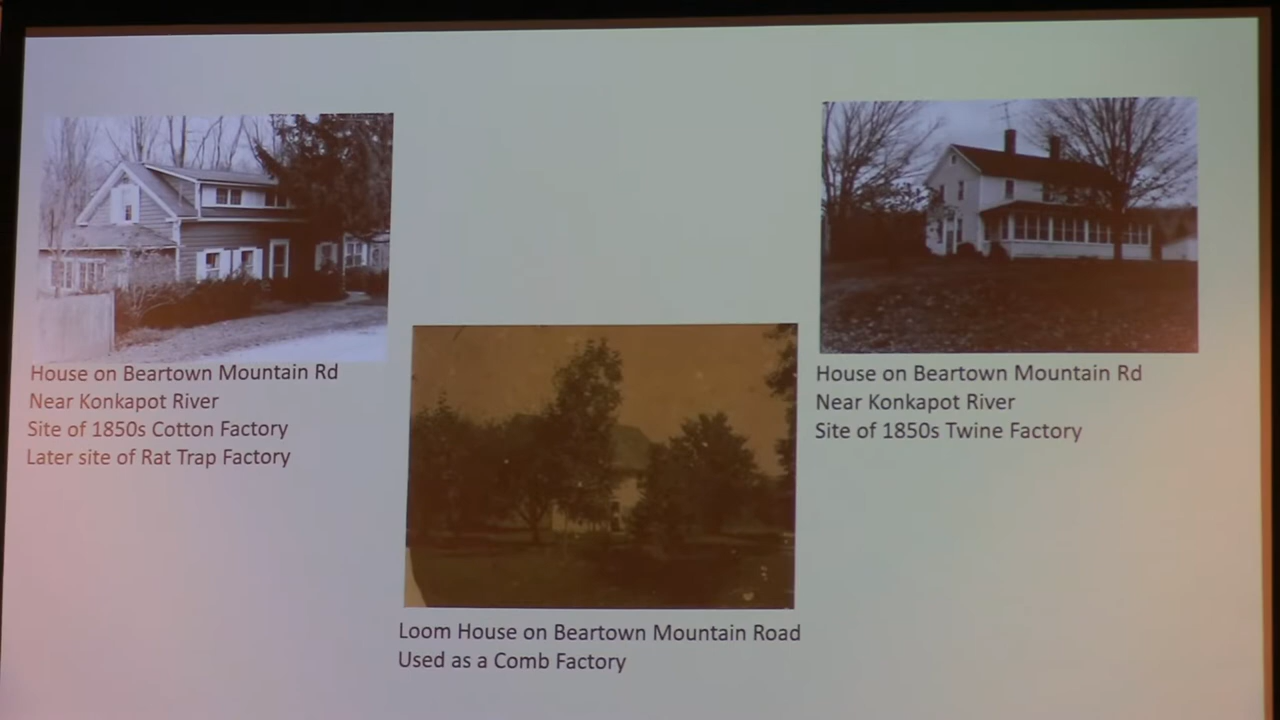 House on Beartown Mountain Rd
Near Konkapot River
Site of 1850s Cotton Factory
Later site of Rat Trap Factory
Loom House on Beartown Mountain Road
Used as a Comb Factory
House on Beartown Mountain Rd
Near Konkapot River
Site of 1850s Twine Factory